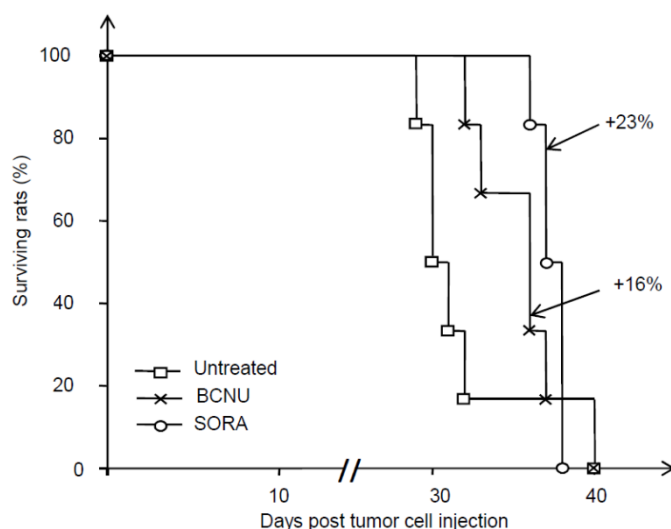 100
80
60
40
20
0
Surviving rats (%)
+23%
+16%
Untreated
BCNU
SORA
10
30
40
Days post tumor cell injection